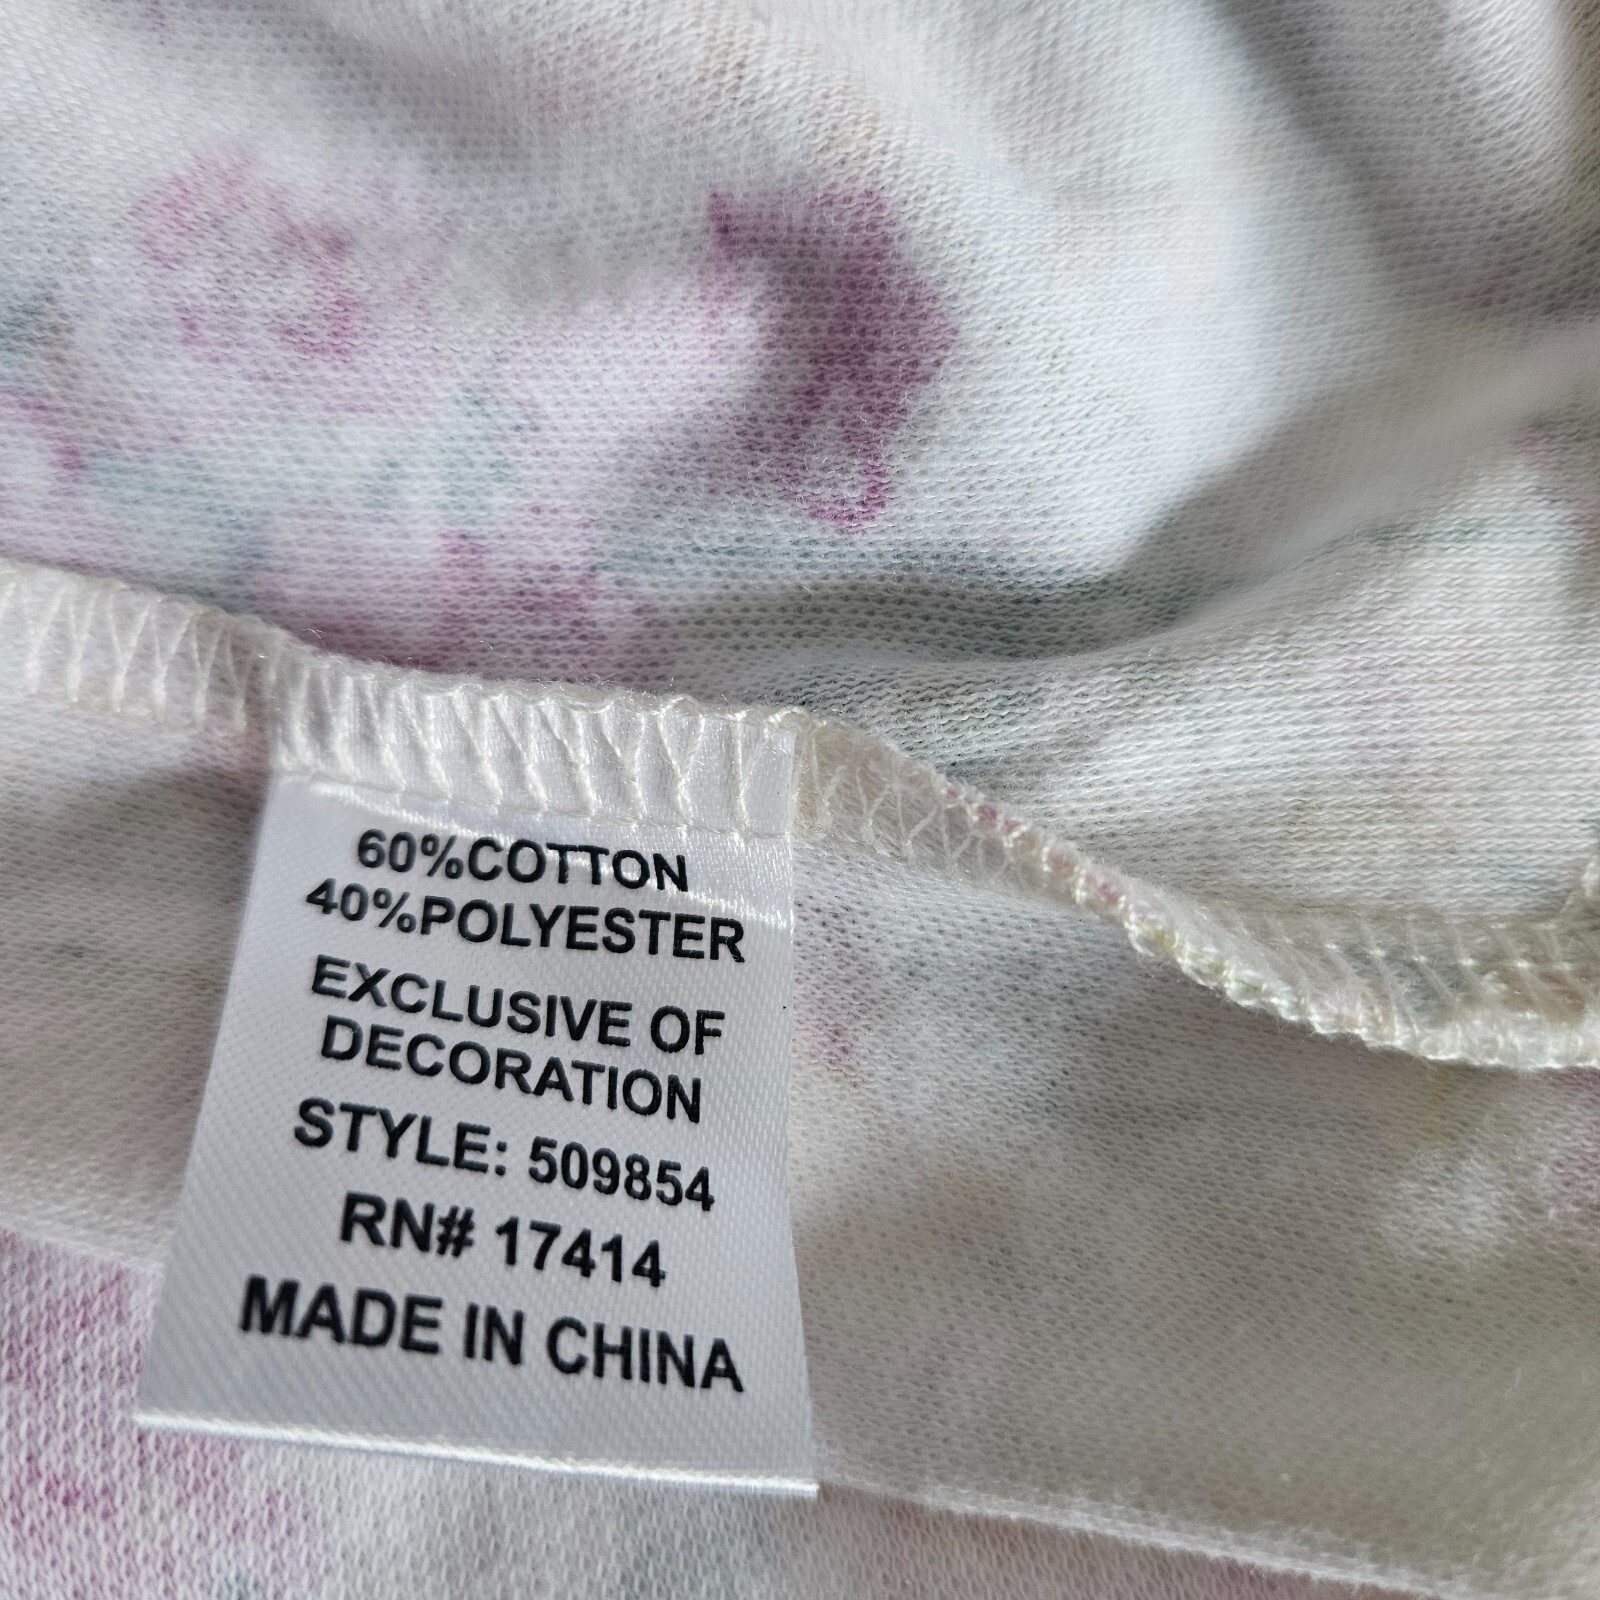 60%COTTON
40%POLYESTER
EXCLUSIVE OF
DECORATION
STYLE: 509854
RN# 17414
MADE IN CHINA